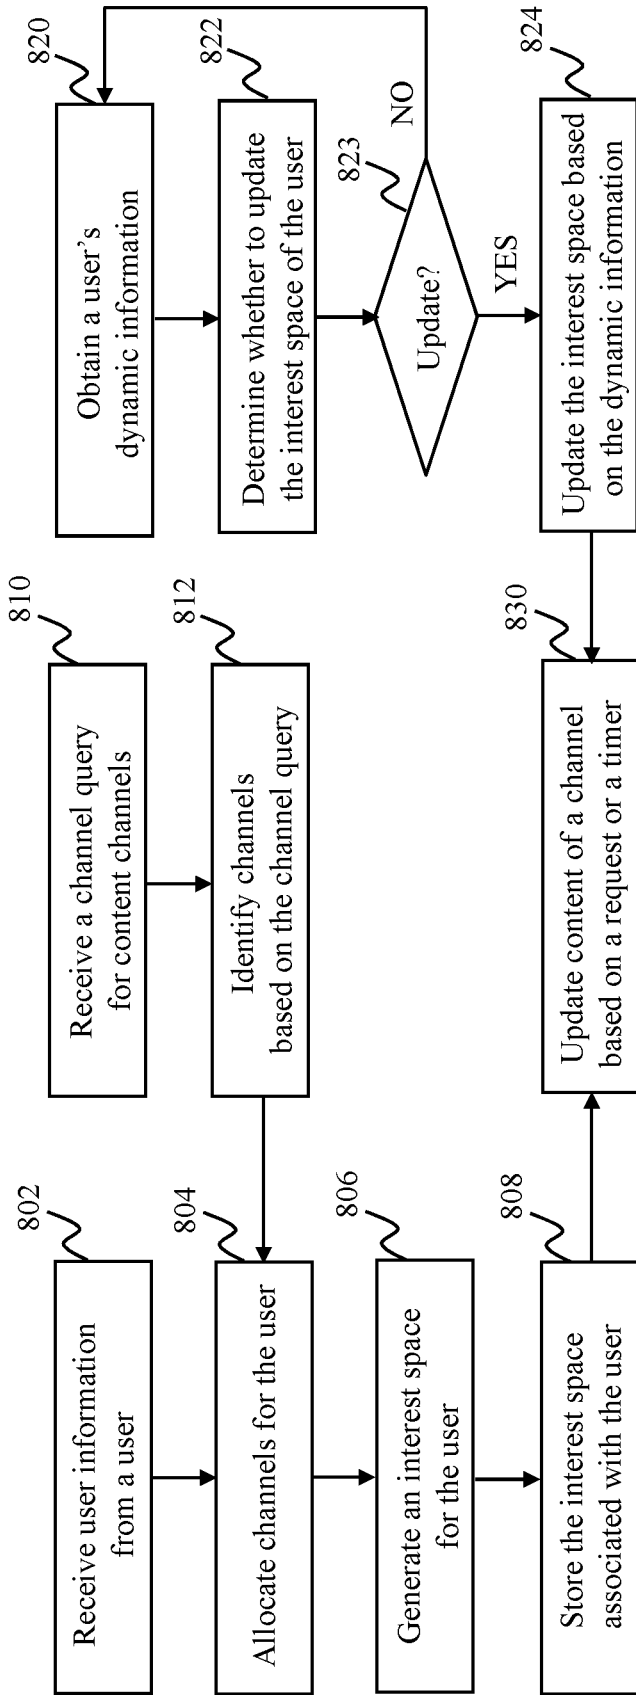 802
Receive user information
from a user
804
Allocate channels for the user
806
Generate an interest space
for the user
808
Store the interest space
associated with the user
810
Receive a channel query
for content channels
812
Identify channels
based on the channel query
830
Update content of a channel
based on a request or a timer
820
Obtain a user’s
dynamic information
822
Determine whether to update
the interest space of the user
823
Update?
NO
YES
824
Update the interest space based
on the dynamic information